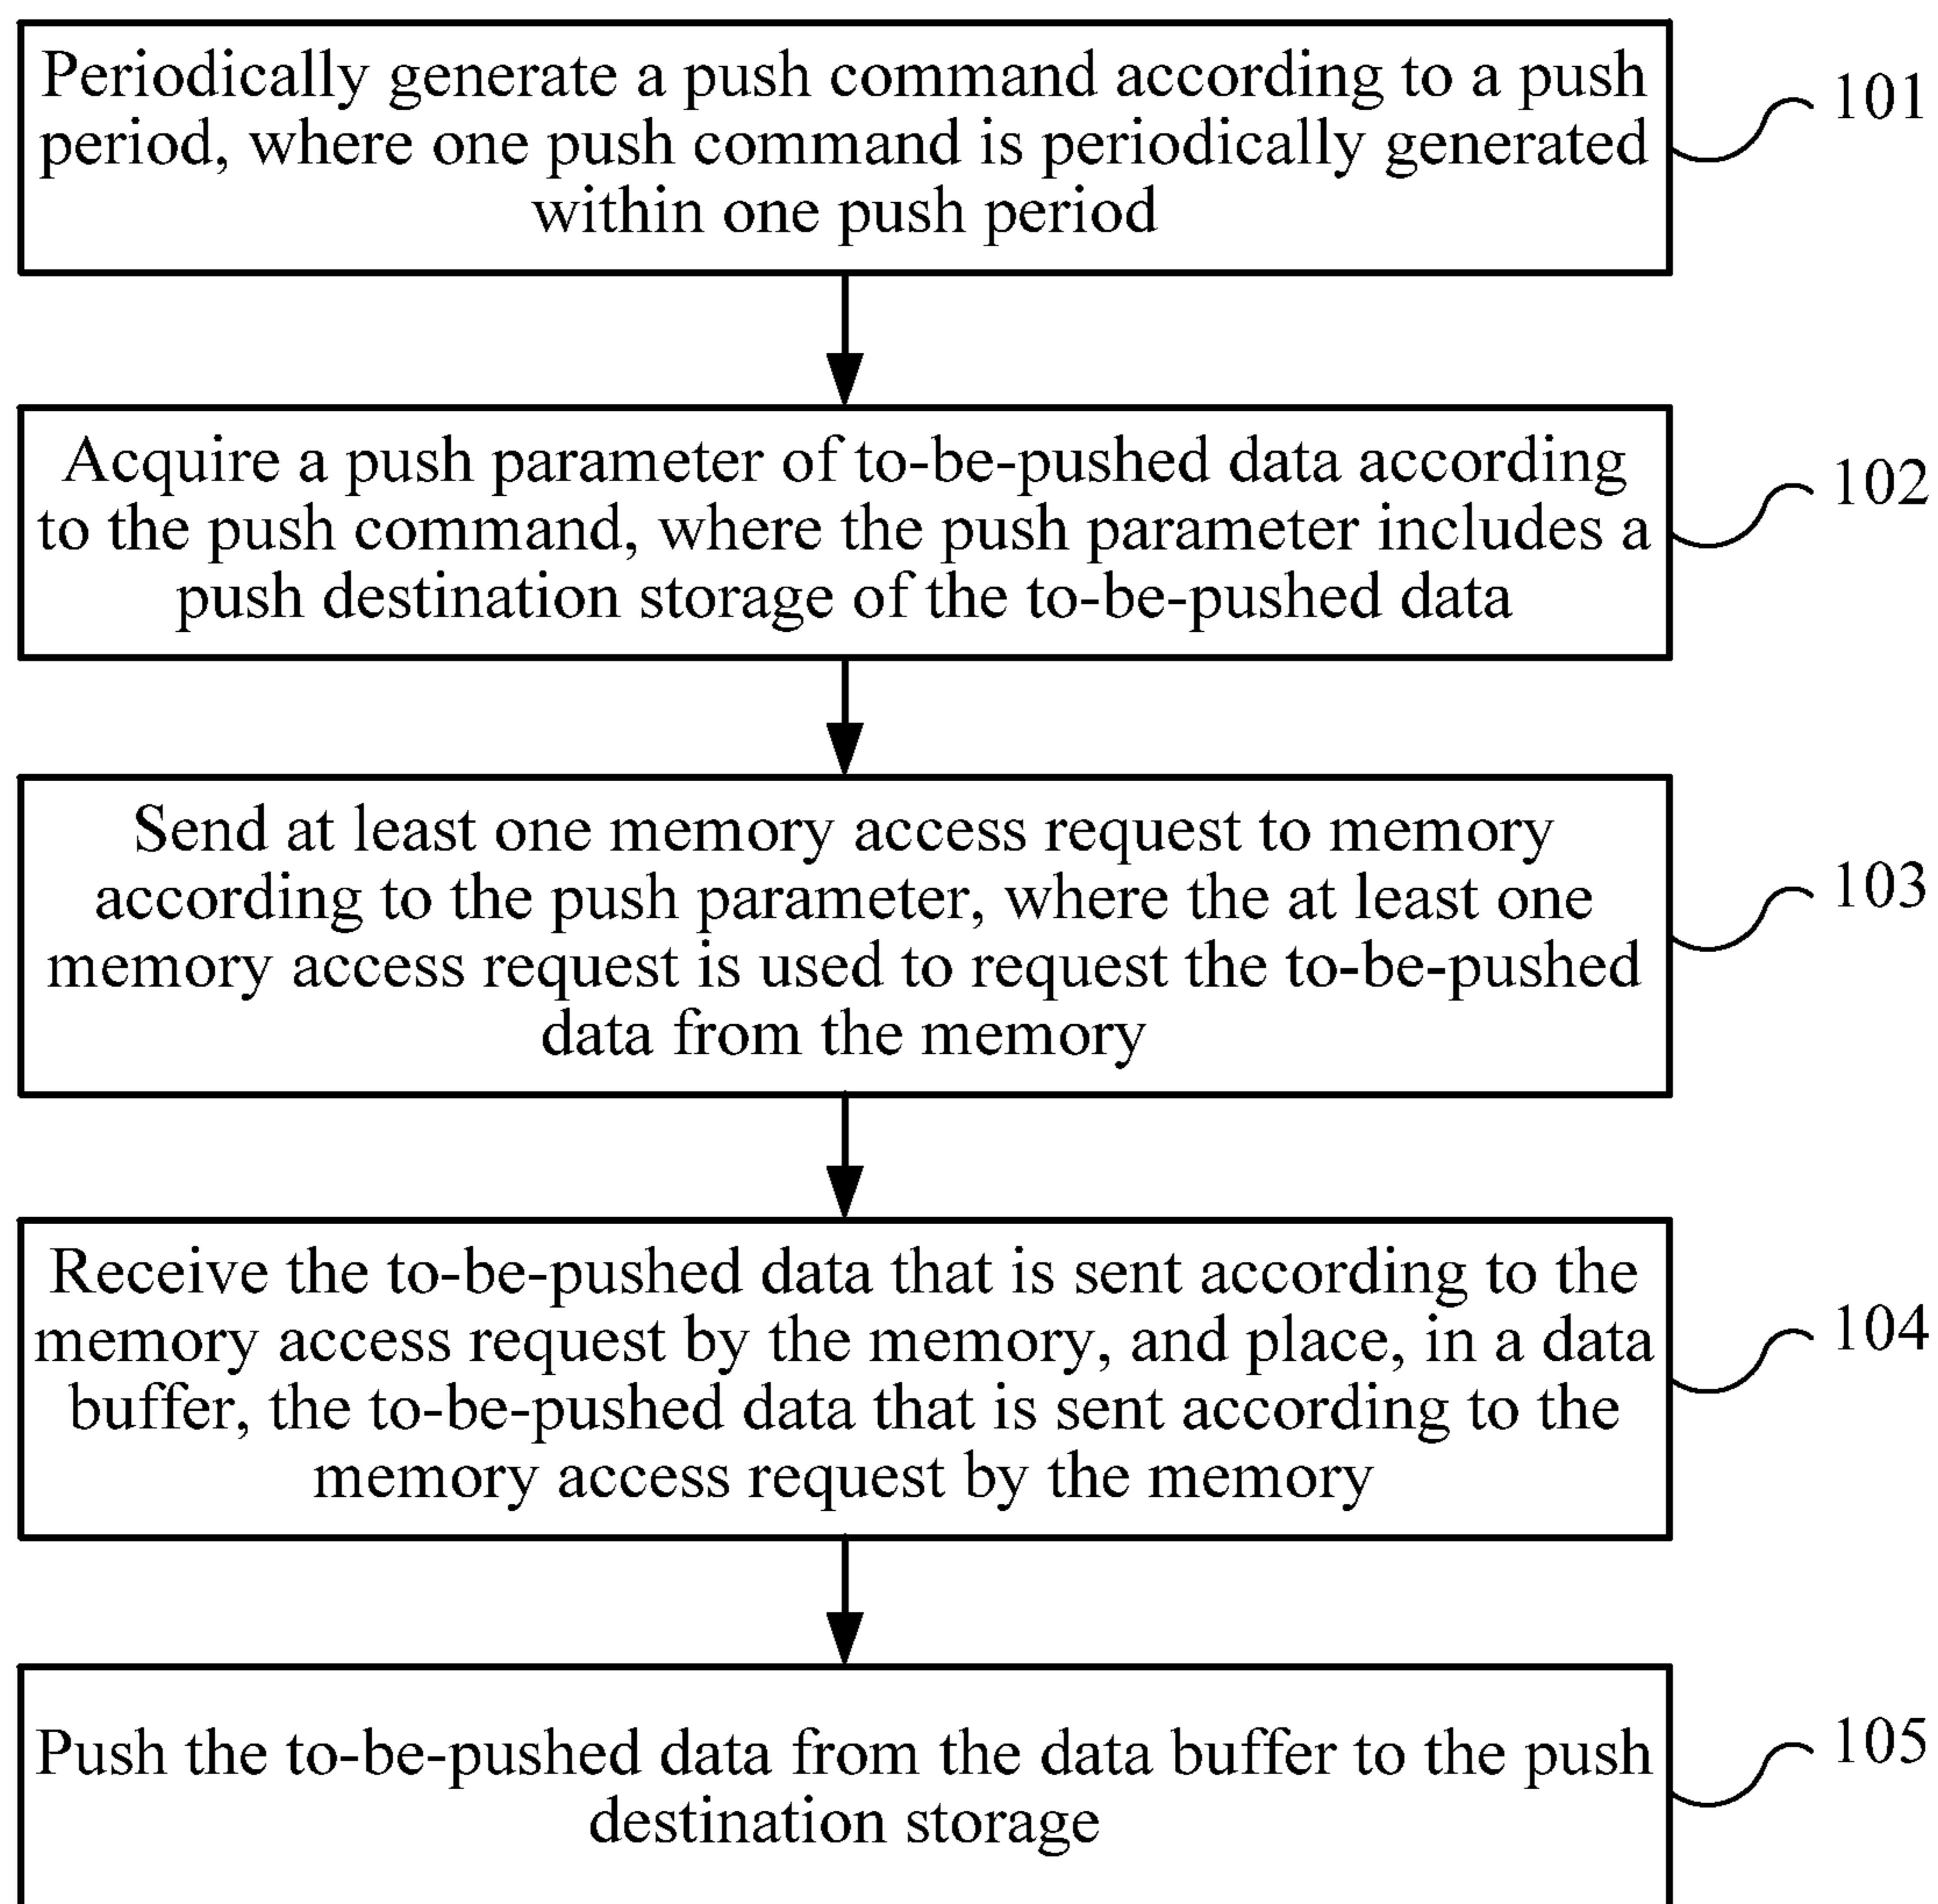 Periodically generate a push command according to a push
period, where one push command is periodically generated
within one push period
101
Acquire a push parameter of to-be-pushed data according
to the push command, where the push parameter includes a
push destination storage of the to-be-pushed data
102
Send at least one memory access request to memory
according to the push parameter, where the at least one
memory access request is used to request the to-be-pushed
data from the memory
103
Receive the to-be-pushed data that is sent according to the
memory access request by the memory, and place, in a data
buffer, the to-be-pushed data that is sent according to the
memory access request by the memory
104
Push the to-be-pushed data from the data buffer to the push
destination storage
105